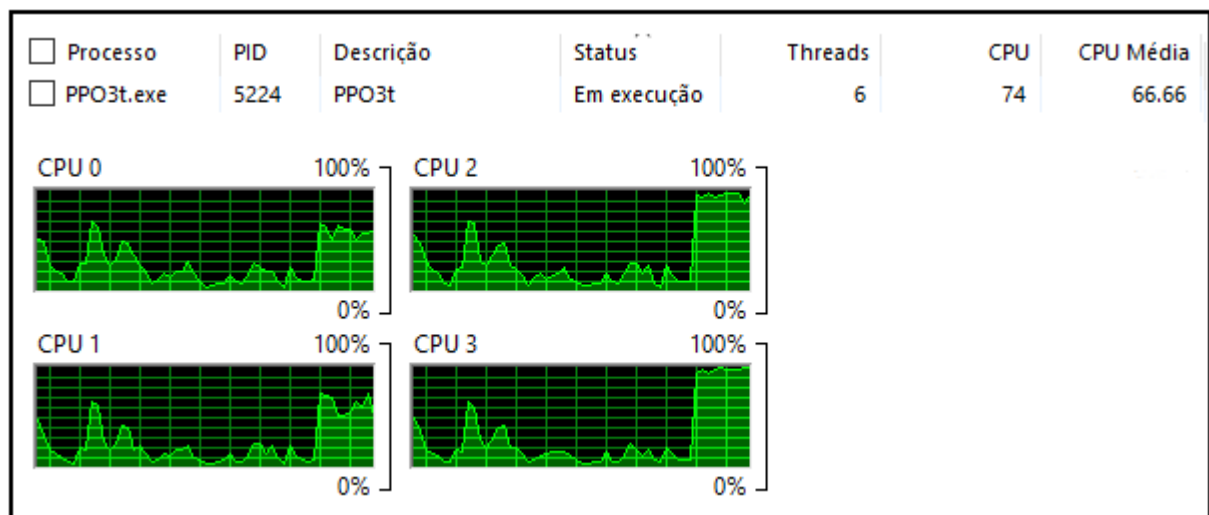 Processo PID Descrição Status Threads CPU CPU Média
PPO3t.exe 5224 PPO3t Em execução 6 74 66.66
CPU 0 100% CPU 2 100%
0% 0%
CPU 1 100% CPU 3 100%
0% 0%